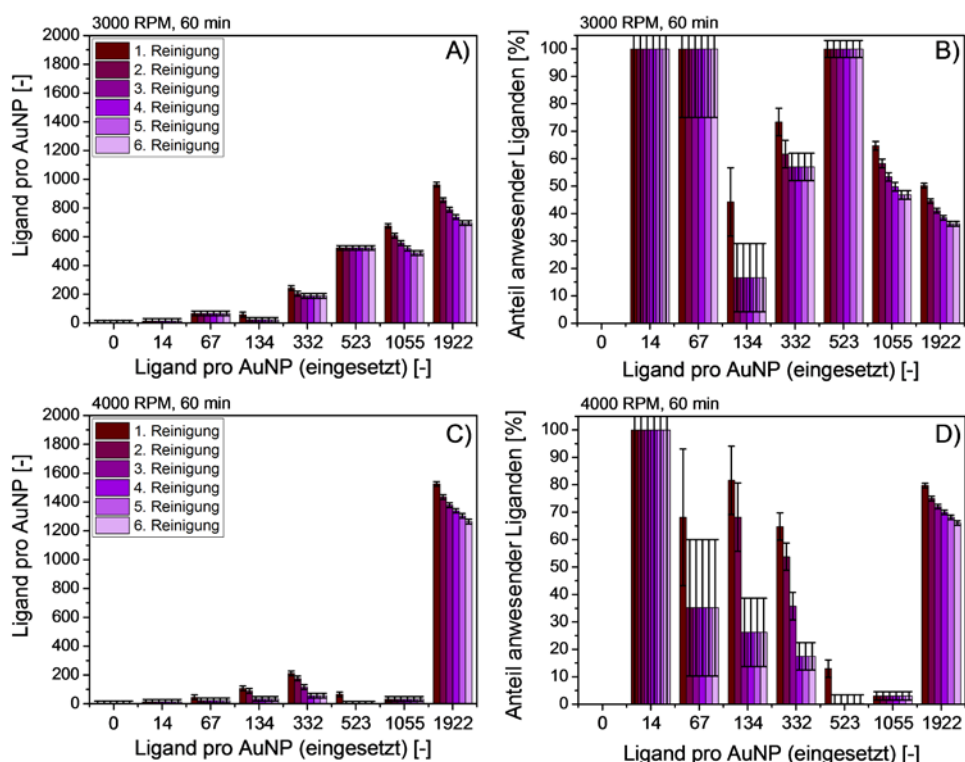 3000 RPM, 60 min
A)
Ligand pro AuNP [-]
2000
1800
1600
1400
1200
1000
800
600
400
200
0
1. Reinigung
2. Reinigung
3. Reinigung
4. Reinigung
5. Reinigung
6. Reinigung
0 14 67 134 332 523 1055 1922
Ligand pro AuNP (eingesetzt) [-]
3000 RPM, 60 min
B)
Anteil anwesender Liganden [%]
100
90
80
70
60
50
40
30
20
10
0
0 14 67 134 332 523 1055 1922
Ligand pro AuNP (eingesetzt) [-]
4000 RPM, 60 min
C)
Ligand pro AuNP [-]
2000
1800
1600
1400
1200
1000
800
600
400
200
0
1. Reinigung
2. Reinigung
3. Reinigung
4. Reinigung
5. Reinigung
6. Reinigung
0 14 67 134 332 523 1055 1922
Ligand pro AuNP (eingesetzt) [-]
4000 RPM, 60 min
D)
Anteil anwesender Liganden [%]
100
90
80
70
60
50
40
30
20
10
0
0 14 67 134 332 523 1055 1922
Ligand pro AuNP (eingesetzt) [-]